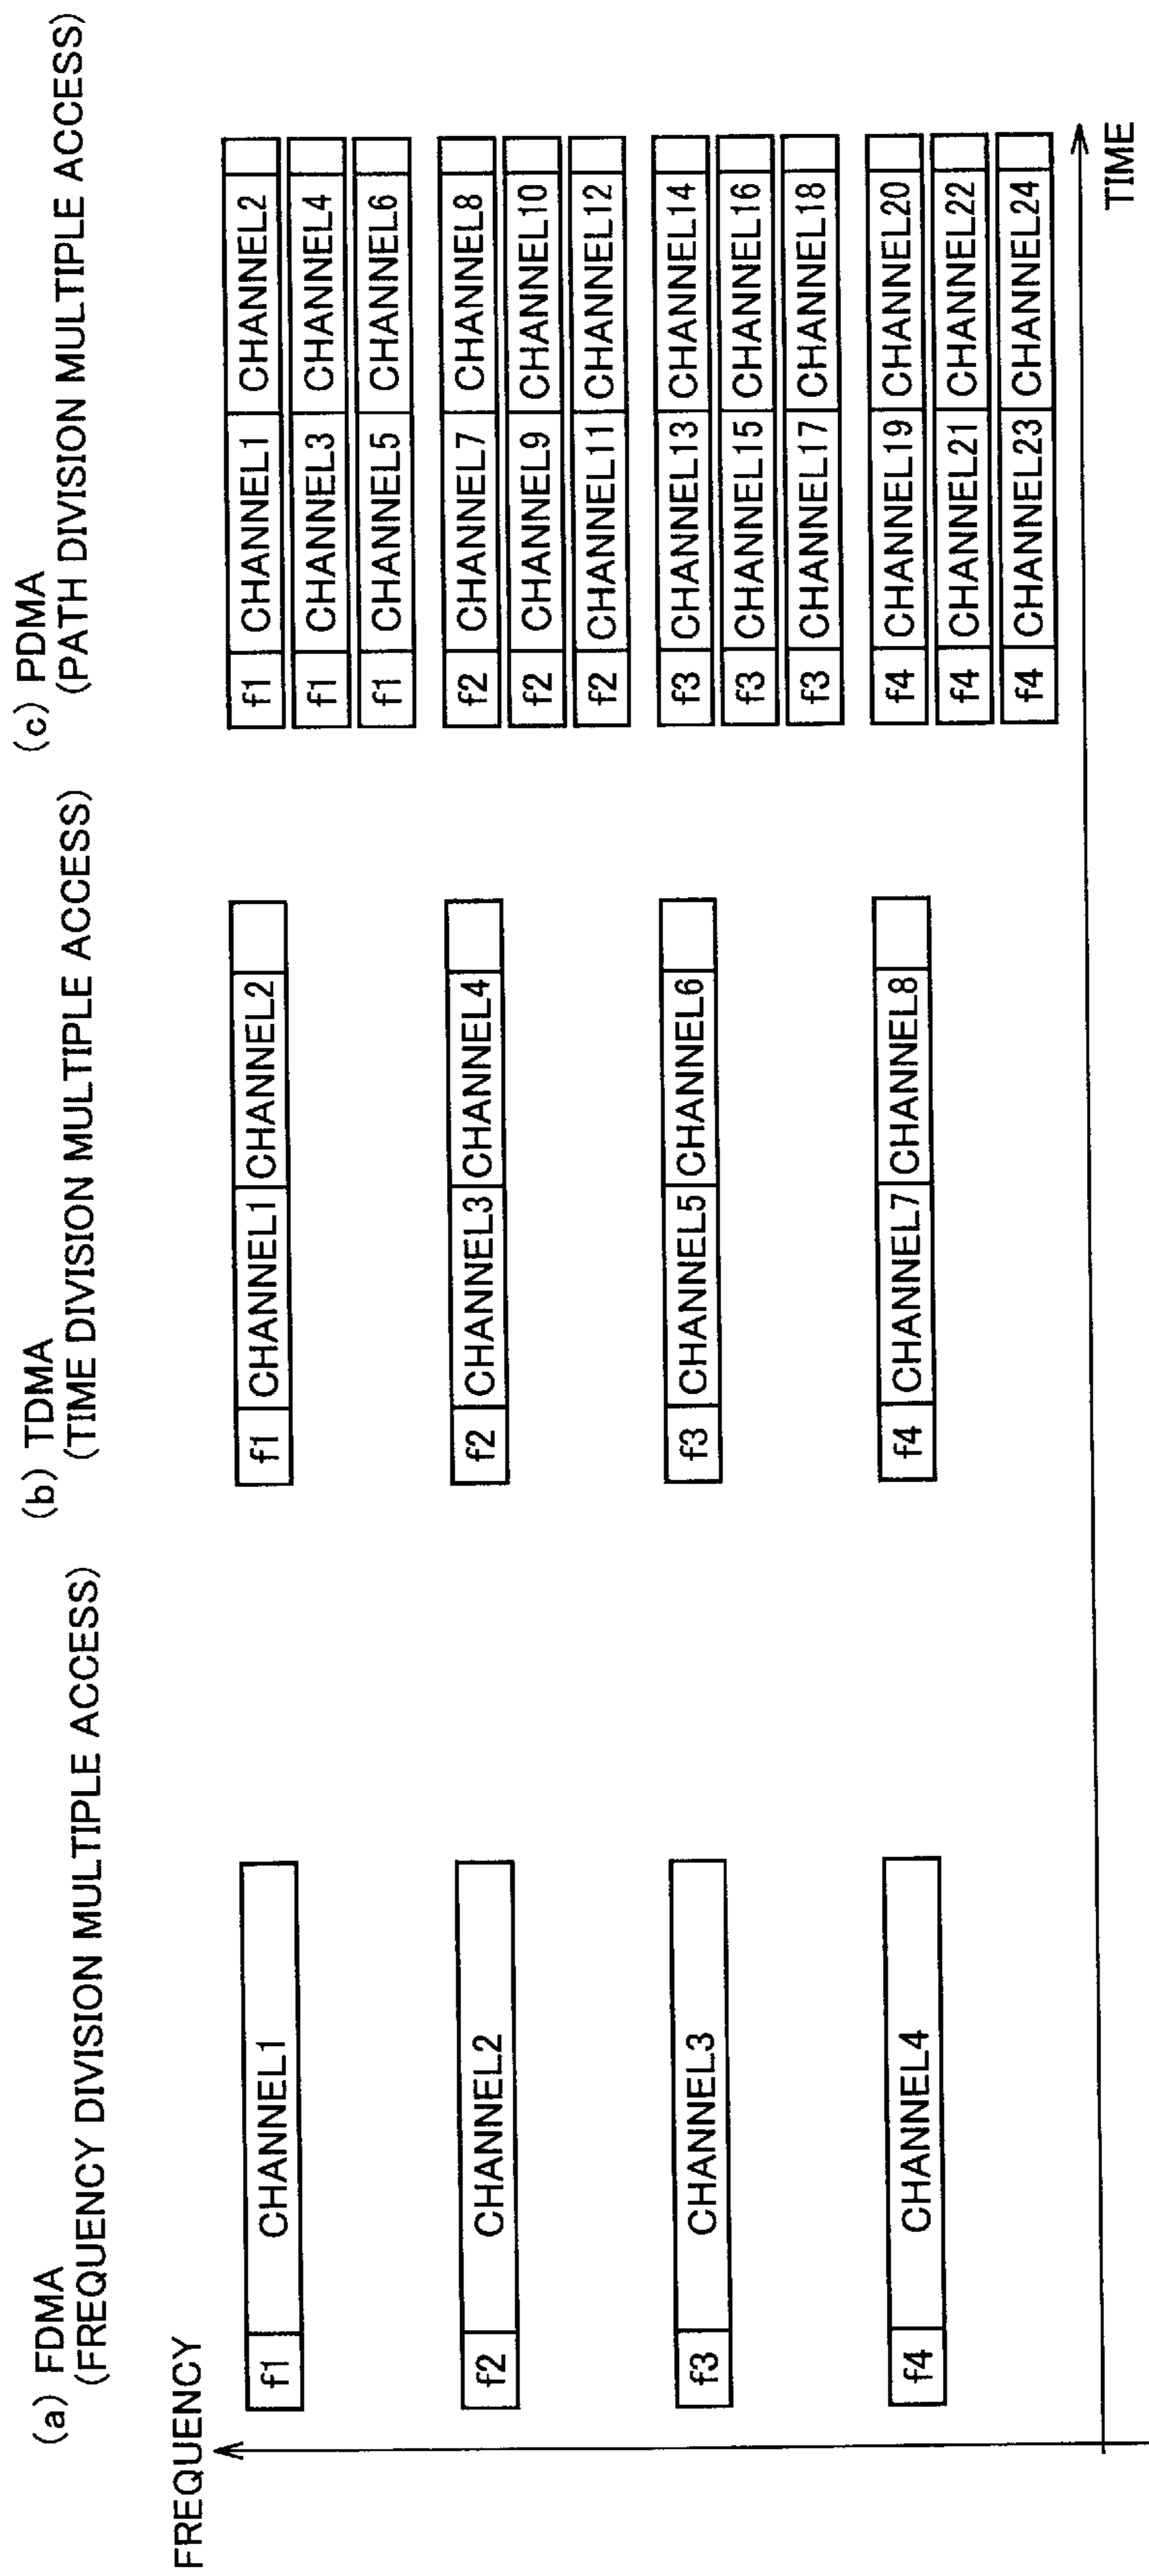 (a) FDMA
(FREQUENCY DIVISION MULTIPLE ACCESS)
(b) TDMA
(TIME DIVISION MULTIPLE ACCESS)
(c) PDMA
(PATH DIVISION MULTIPLE ACCESS)
FREQUENCY
f1 CHANNEL1
f2 CHANNEL2
f3 CHANNEL3
f4 CHANNEL4
f1 CHANNEL1 CHANNEL2
f2 CHANNEL3 CHANNEL4
f3 CHANNEL5 CHANNEL6
f4 CHANNEL7 CHANNEL8
f1 CHANNEL1 CHANNEL2
f1 CHANNEL3 CHANNEL4
f1 CHANNEL5 CHANNEL6
f2 CHANNEL7 CHANNEL8
f2 CHANNEL9 CHANNEL10
f2 CHANNEL11 CHANNEL12
f3 CHANNEL13 CHANNEL14
f3 CHANNEL15 CHANNEL16
f3 CHANNEL17 CHANNEL18
f4 CHANNEL19 CHANNEL20
f4 CHANNEL21 CHANNEL22
f4 CHANNEL23 CHANNEL24
TIME